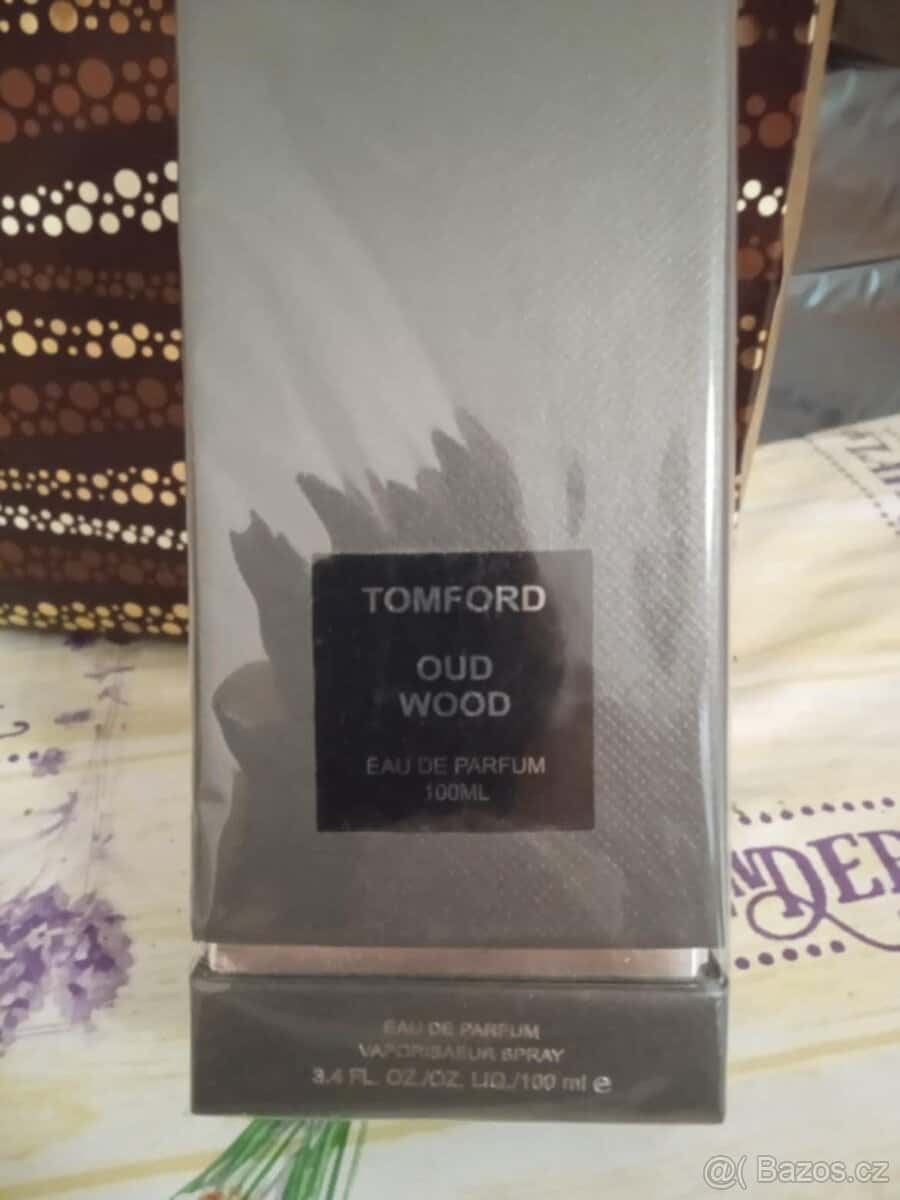 TOMFORD
OUD
WOOD
EAU DE PARFUM
100ML
NDER
EAU DE PARFUM
VAPORISAEUR SPRAY
3.4 FL. OZ./OZ. LIQ./100 ml e
@( Bazos.cz